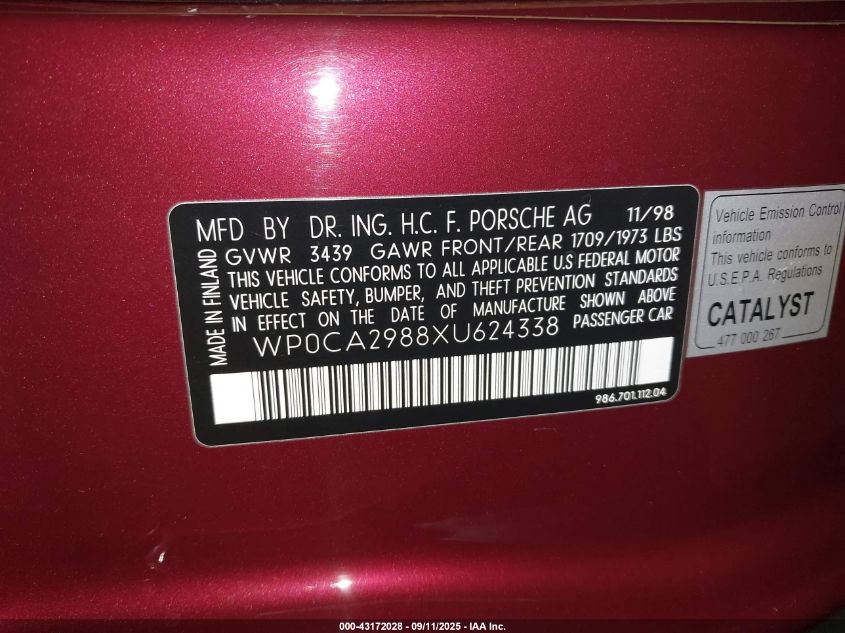 MFD BY DR. ING. H.C. F. PORSCHE AG 11/98
GVWR 3439 GAWR FRONT/REAR 1709/1973 LBS
THIS VEHICLE CONFORMS TO ALL APPLICABLE U.S FEDERAL MOTOR
VEHICLE SAFETY, BUMPER, AND THEFT PREVENTION STANDARDS
IN EFFECT ON THE DATE OF MANUFACTURE SHOWN ABOVE
WP0CA2988XU624338 PASSENGER CAR
MADE IN FINLAND
986.701.112.04
Vehicle Emission Control
information
This vehicle conforms to
U.S.E.P.A. Regulations
CATALYST
477 000 267
000-43172028 - 09/11/2025 - IAA Inc.